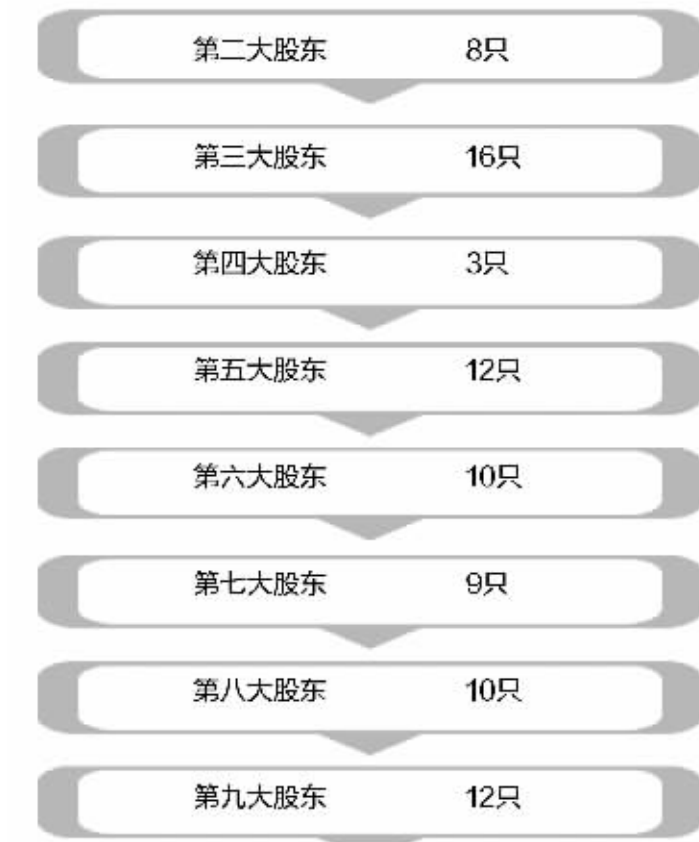 第二大股东 8只
第三大股东 16只
第四大股东 3只
第五大股东 12只
第六大股东 10只
第七大股东 9只
第八大股东 10只
第九大股东 12只